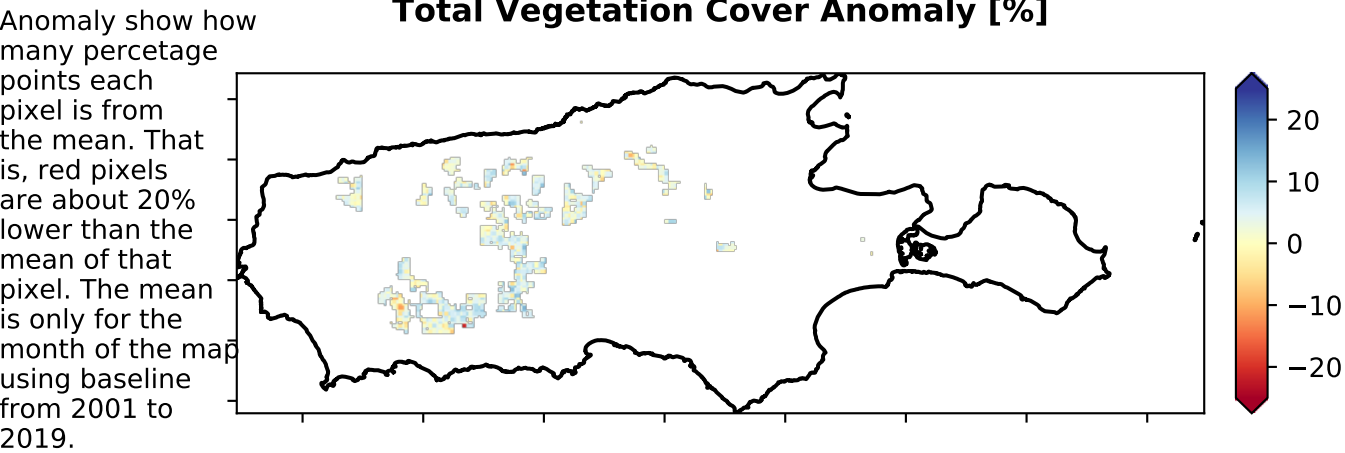 Total Vegetation Cover Anomaly [%]
Anomaly show how
many percetage
points each
pixel is from
the mean. That
is, red pixels
are about 20%
lower than the
mean of that
pixel. The mean
is only for the
month of the map
using baseline
from 2001 to
2019.
20
10
0
−10
−20